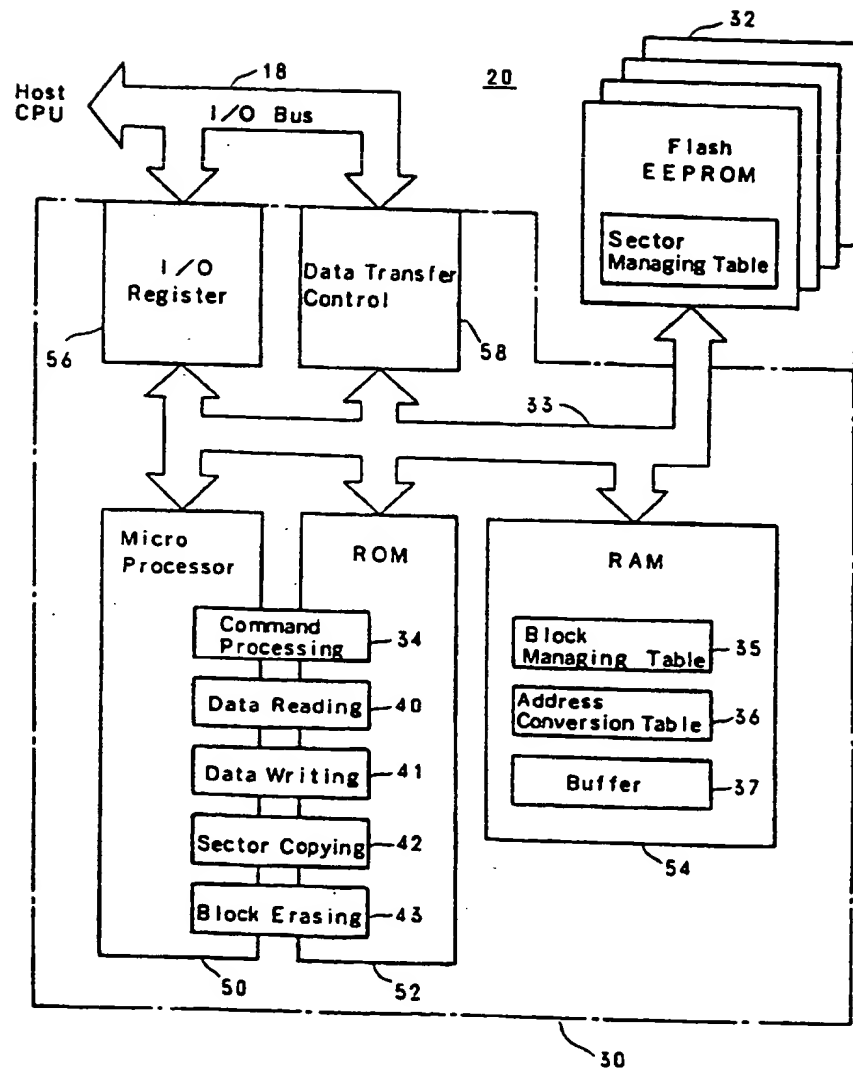 32
18
20
Host
CPU
I/O Bus
Flash
EEPROM
Sector
Managing Table
I/O
Register
Data Transfer
Control
56
58
33
Micro
Processor
ROM
RAM
Command
Processing
34
Block
Managing Table
35
Data Reading
40
Address
Conversion Table
36
Data Writing
41
Buffer
37
Sector Copying
42
54
Block Erasing
43
50
52
30